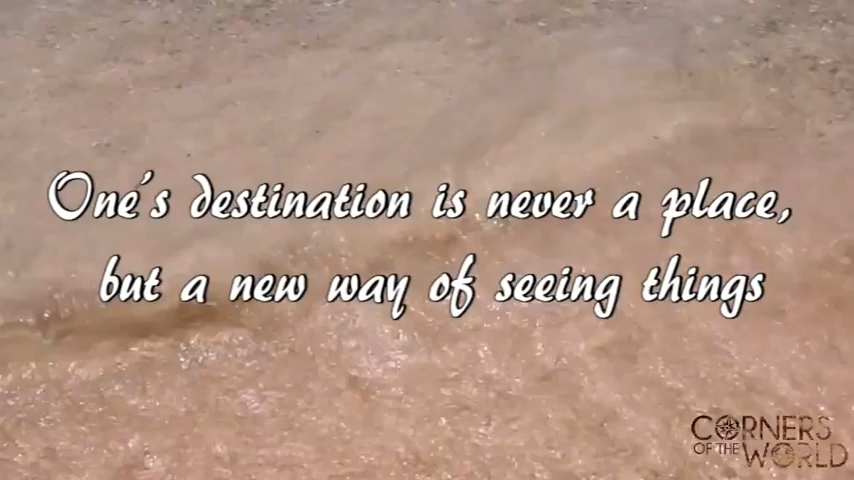 One's destination is never a place,
but a new way of seeing things
CORNERS
OF THE WORLD